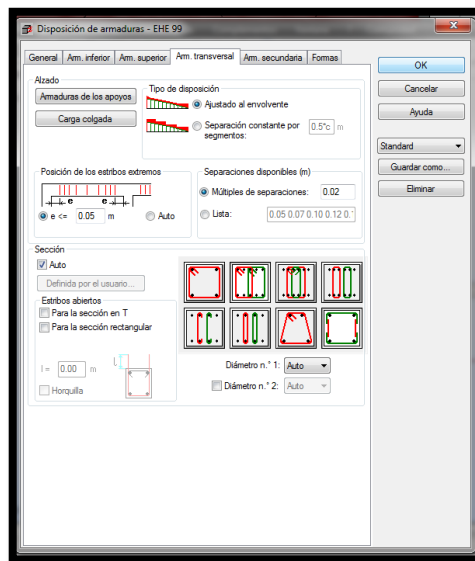 Disposición de armaduras - EHE 99
General
Arm. inferior
Arm. superior
Arm. transversal
Arm. secundaria
Formas
OK
Cancelar
Ayuda
Standard
Guardar como...
Eliminar
Alzado
Armaduras de los apoyos
Carga colgada
Tipo de disposición
Ajustado al envolvente
Separación constante por segmentos:
0.5*c m
Posición de los estribos extremos
e e
e <= 0.05 m
Auto
Separaciones disponibles (m)
Múltiples de separaciones: 0.02
Lista: 0.05 0.07 0.10 0.12 0.
Sección
Auto
Definida por el usuario...
Estribos abiertos
Para la sección en T
Para la sección rectangular
l = 0.00 m
l
Horquilla
Diámetro n.° 1: Auto
Diámetro n.° 2: Auto